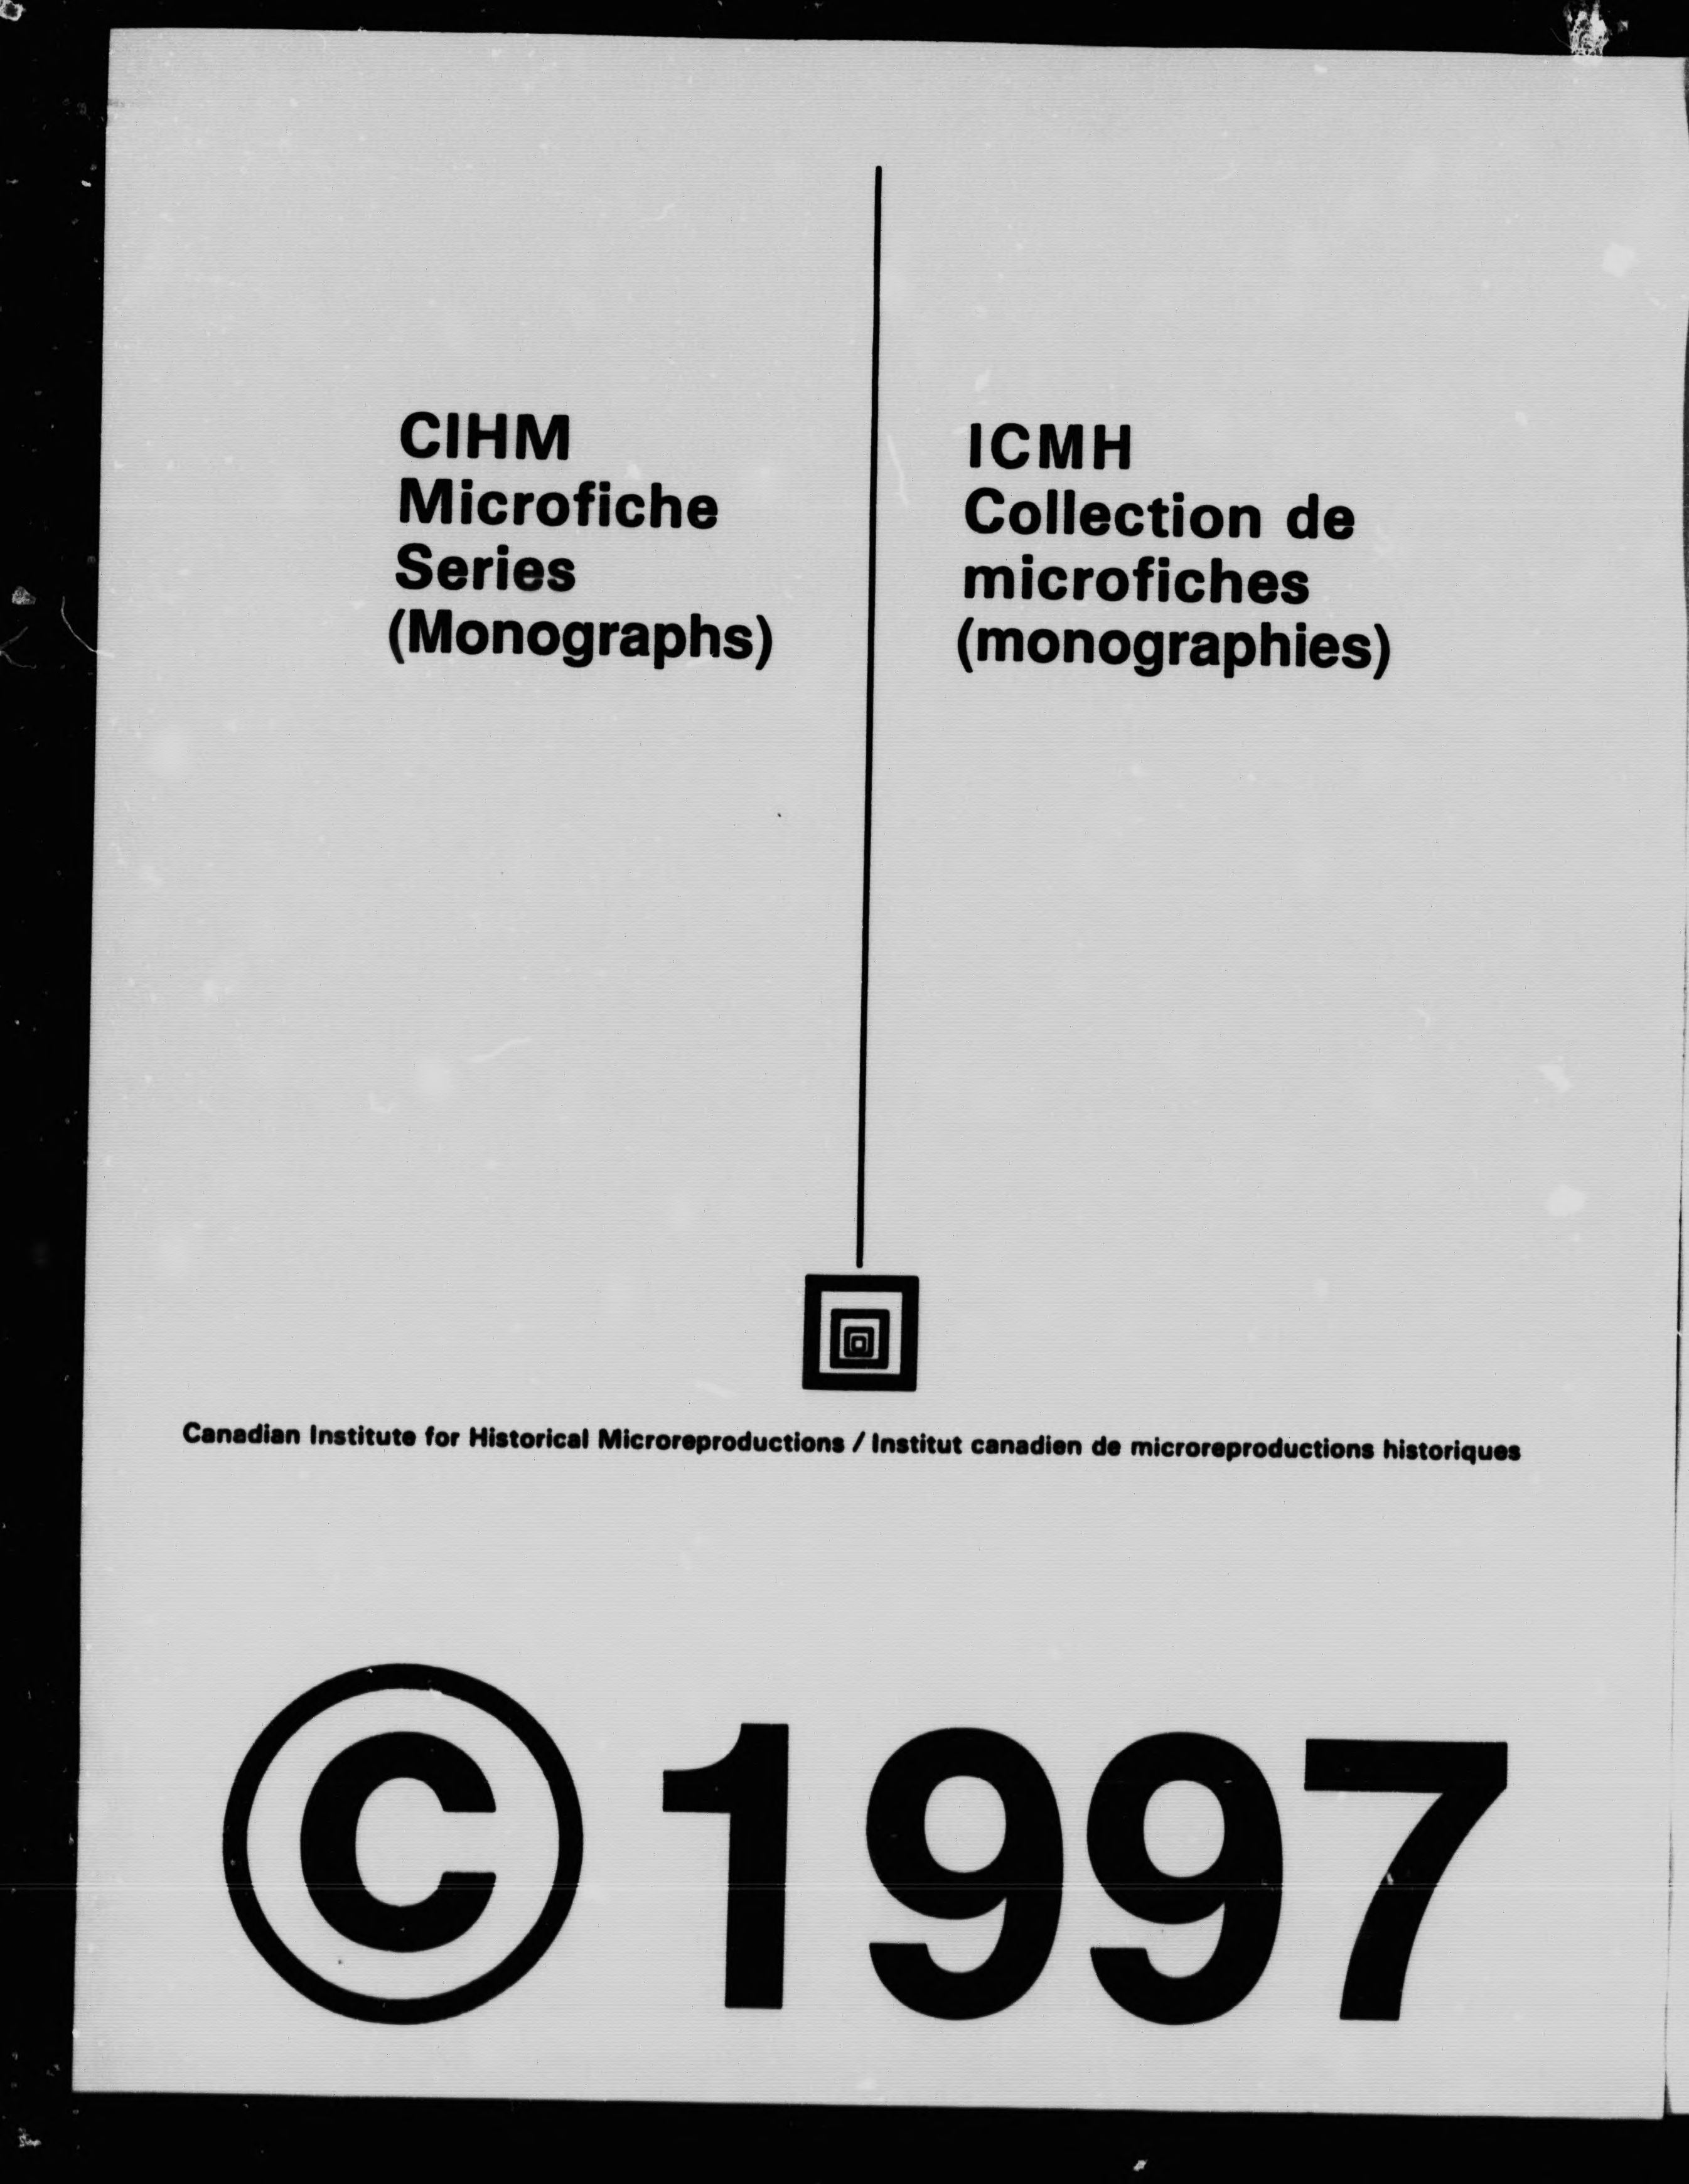 CIHM
Microfiche
Series
(Monographs)
ICMH
Collection de
microfiches
(monographies)
Canadian Institute for Historical Microreproductions / Institut canadien de microreproductions historiques
© 1997